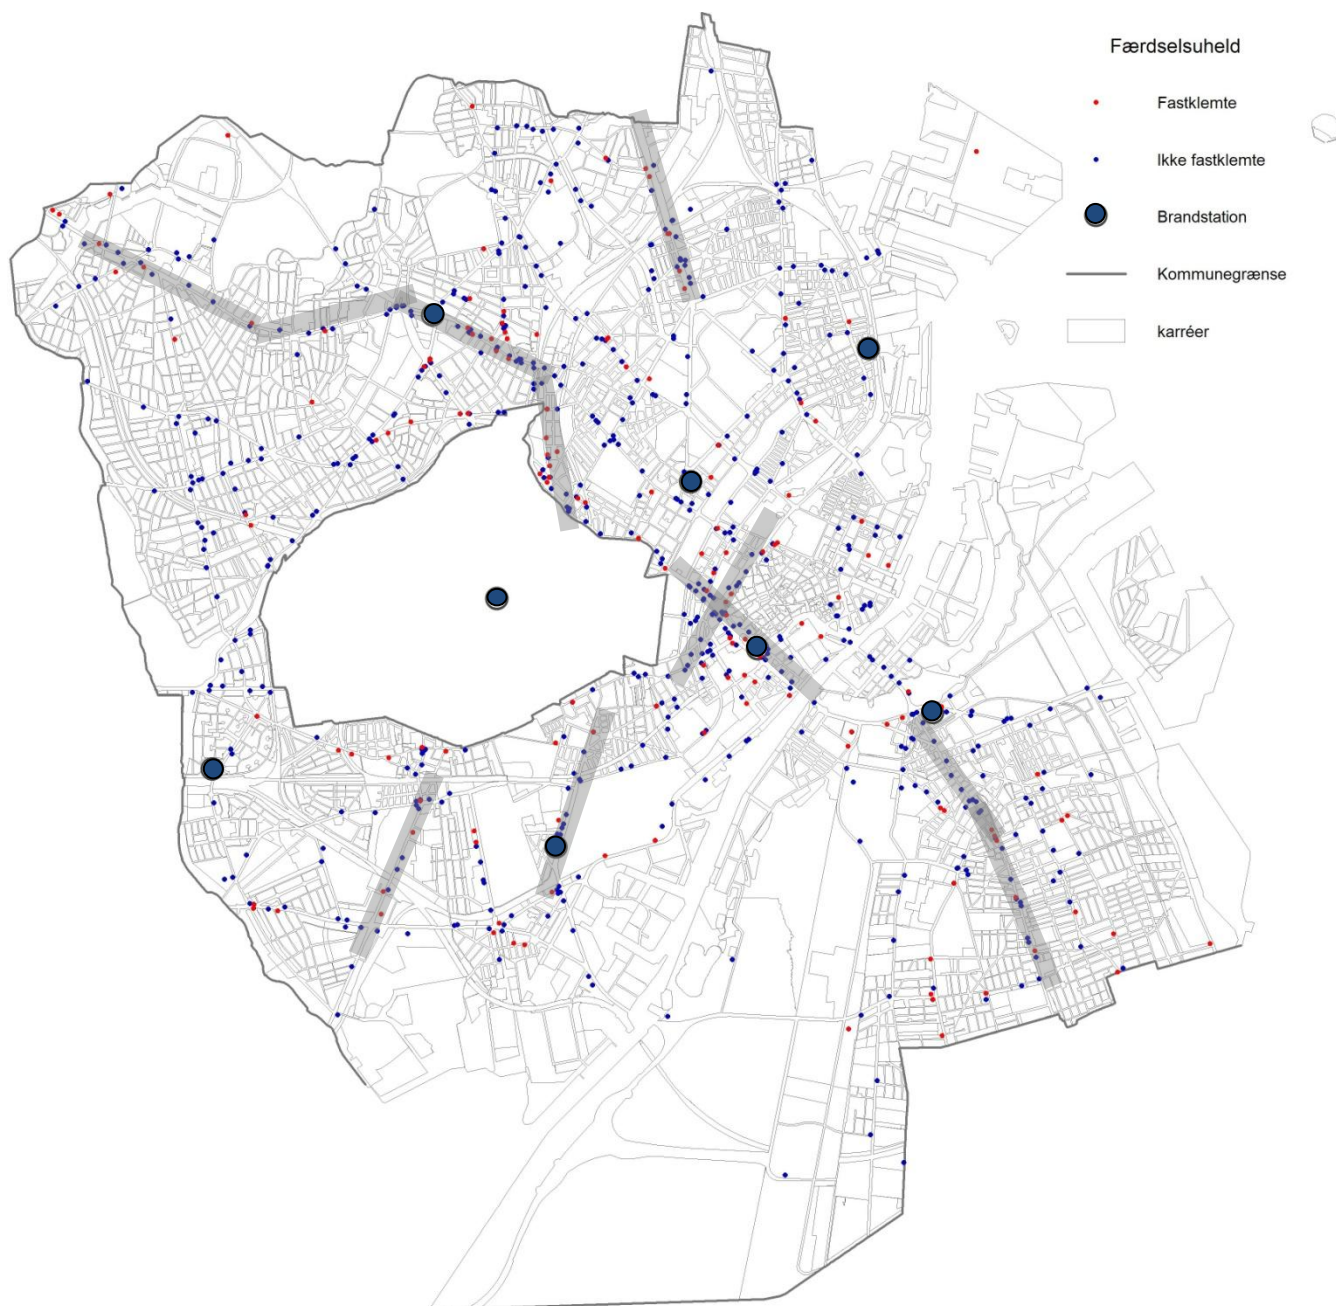 Færdselsuheld
Fastklemte
Ikke fastklemte
Brandstation
Kommunegrænse
karréer